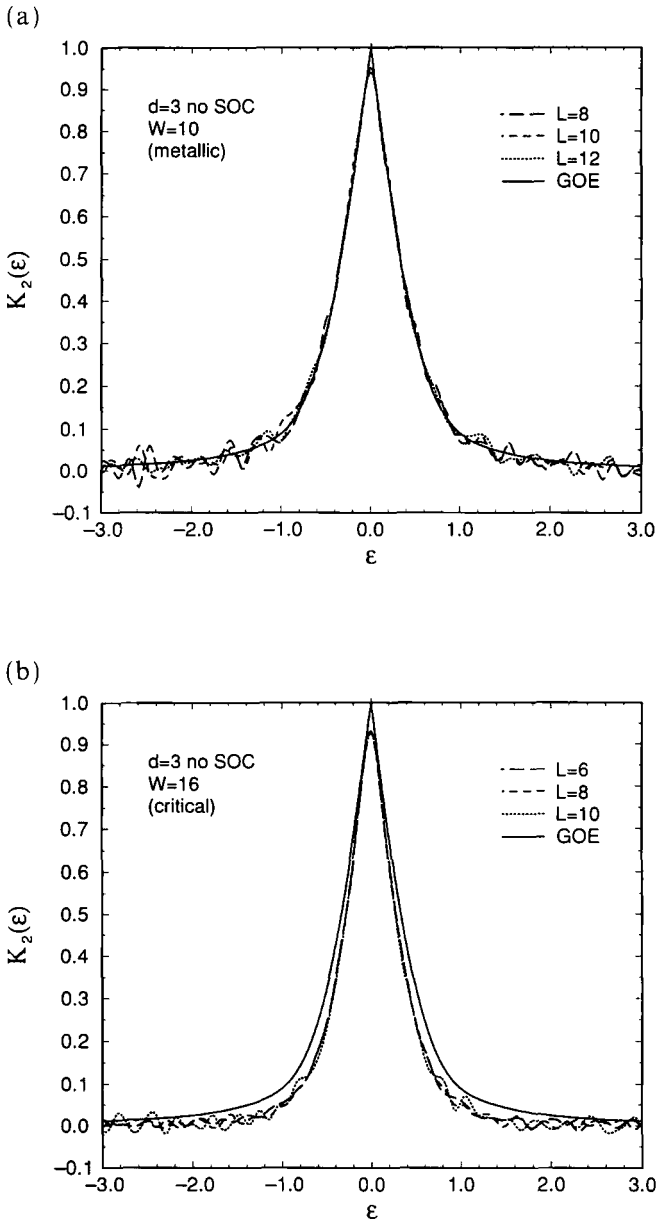 (a)
1.0
0.9
0.8
0.7
0.6
0.5
0.4
0.3
0.2
0.1
0.0
−0.1
K₂(ε)
d=3 no SOC
W=10
(metallic)
L=8
L=10
L=12
GOE
−3.0 −2.0 −1.0 0.0 1.0 2.0 3.0
ε
(b)
1.0
0.9
0.8
0.7
0.6
0.5
0.4
0.3
0.2
0.1
0.0
−0.1
K₂(ε)
d=3 no SOC
W=16
(critical)
L=6
L=8
L=10
GOE
−3.0 −2.0 −1.0 0.0 1.0 2.0 3.0
ε